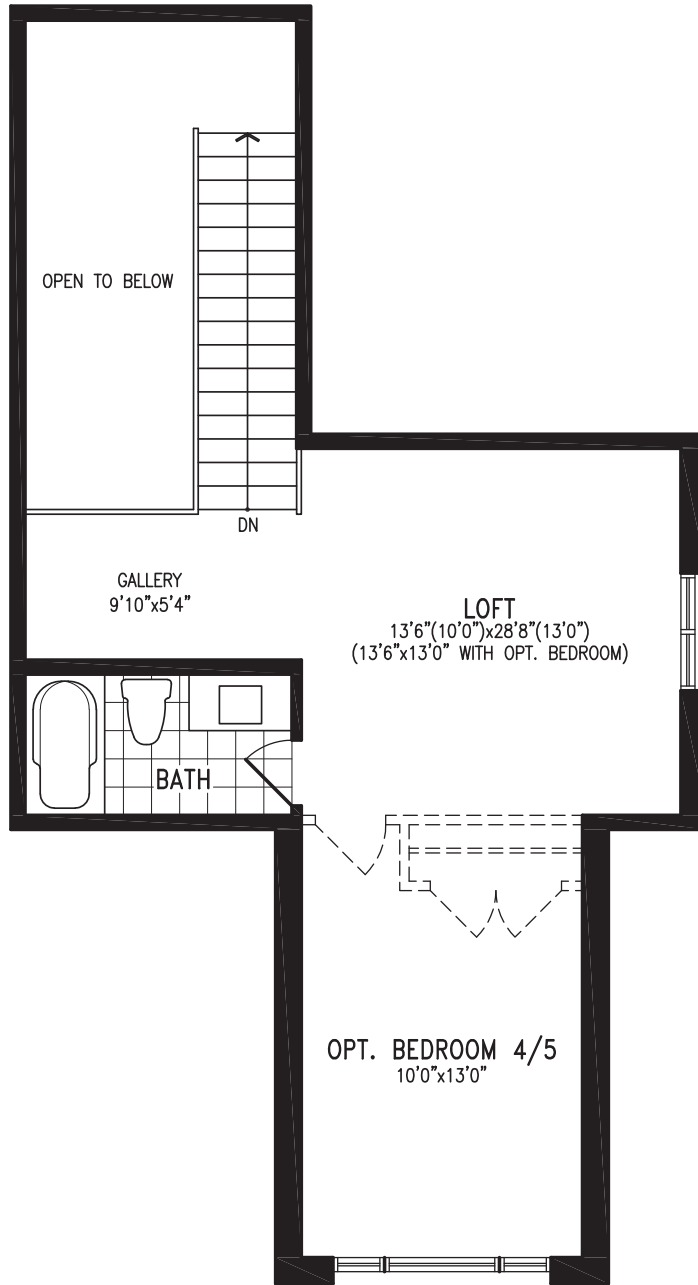 OPEN TO BELOW
DN
GALLERY
9'10"x5'4"
LOFT
13'6"(10'0")x28'8"(13'0")
(13'6"x13'0" WITH OPT. BEDROOM)
BATH
OPT. BEDROOM 4/5
10'0"x13'0"